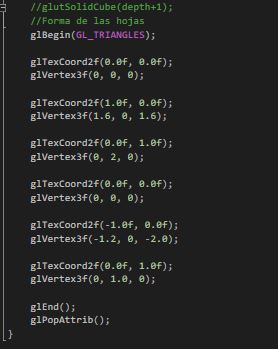 //glutSolidCube(depth+1);
//Forma de las hojas
glBegin(GL_TRIANGLES);
glTexCoord2f(0.0f, 0.0f);
glVertex3f(0, 0, 0);
glTexCoord2f(1.0f, 0.0f);
glVertex3f(1.6, 0, 1.6);
glTexCoord2f(0.0f, 1.0f);
glVertex3f(0, 2, 0);
glTexCoord2f(0.0f, 0.0f);
glVertex3f(0, 0, 0);
glTexCoord2f(-1.0f, 0.0f);
glVertex3f(-1.2, 0, -2.0);
glTexCoord2f(0.0f, 1.0f);
glVertex3f(0, 1.0, 0);
glEnd();
glPopAttrib();
}